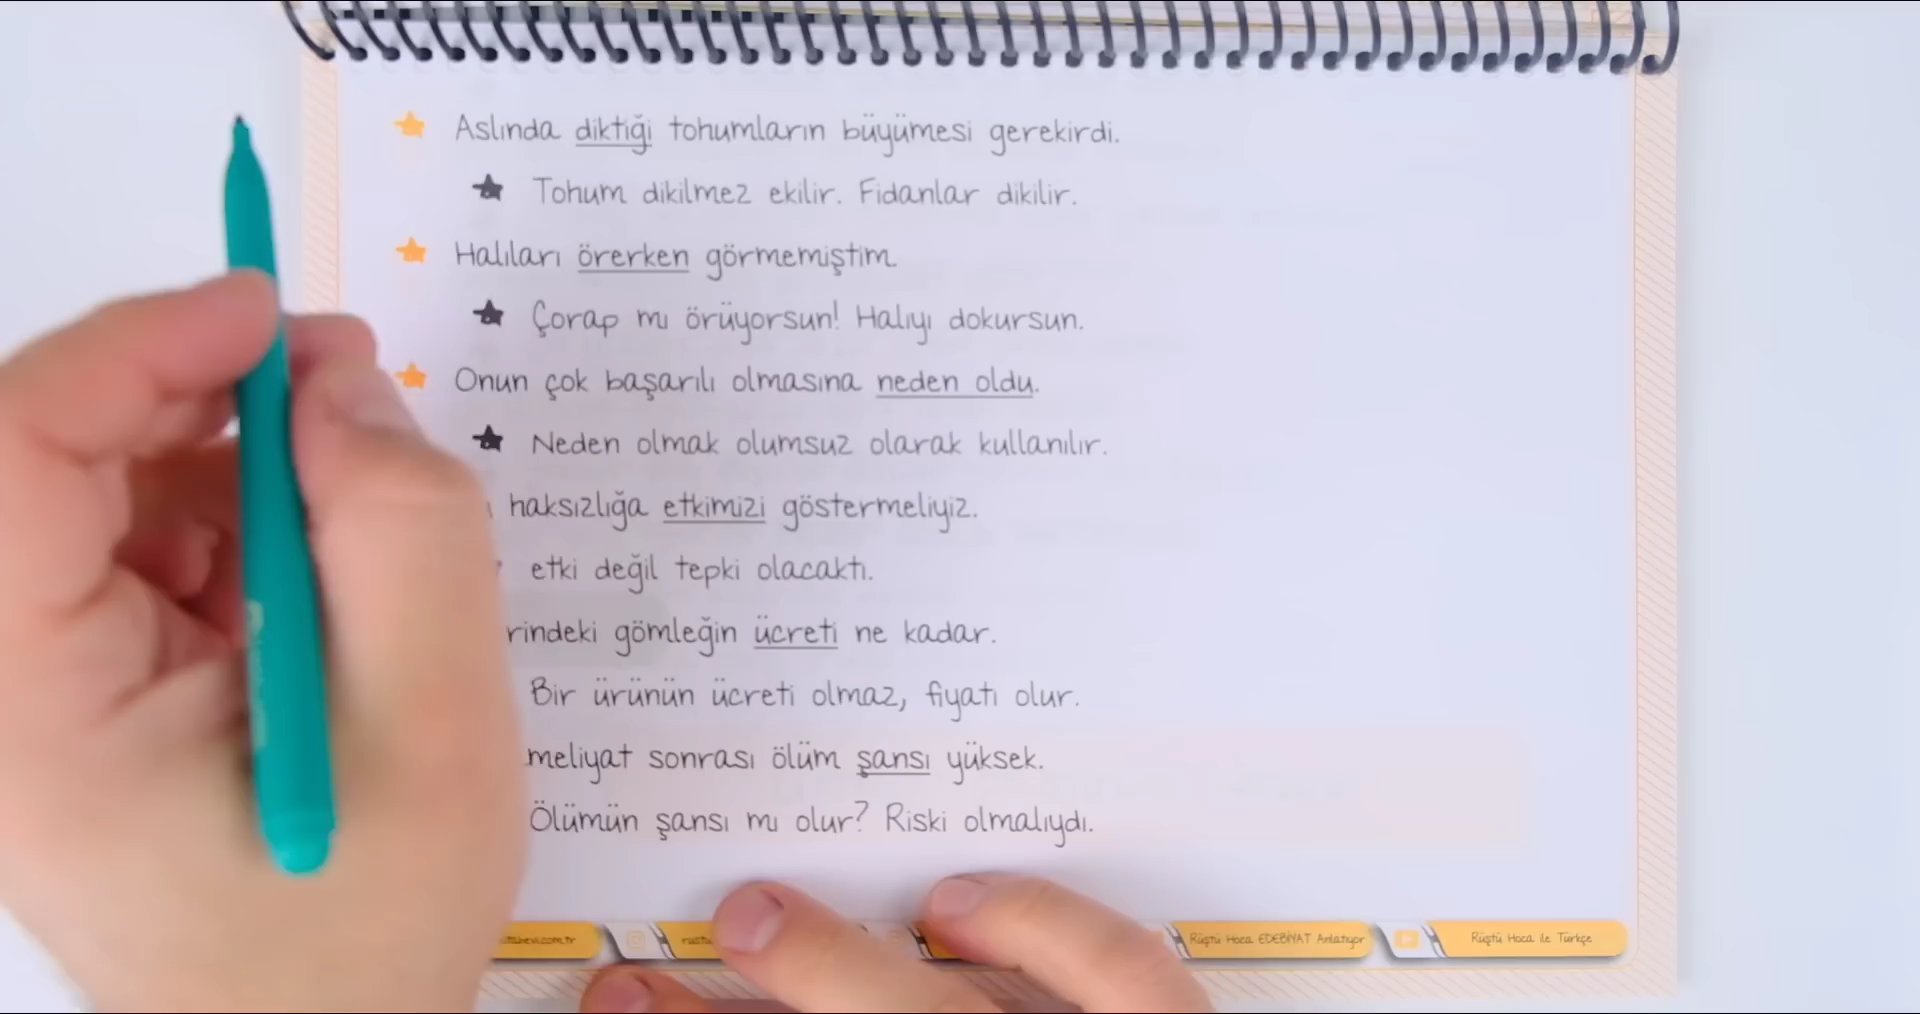 Aslında diktiği tohumların büyümesi gerekirdi.
Tohum dikilmez ekilir. Fidanlar dikilir.
Halıları örerken görmemiştim.
Çorap mı örüyorsun! Halıyı dokursun.
Onun çok başarılı olmasına neden oldu.
Neden olmak olumsuz olarak kullanılır.
haksızlığa etkimizi göstermeliyiz.
etki değil tepki olacaktı.
gömleğin ücreti ne kadar.
Bir ürünün ücreti olmaz, fiyatı olur.
sonrası ölüm şansı yüksek.
Ölümün şansı mı olur? Riski olmalıydı.
Rüştü Hoca EDEBİYAT Anlatıyor
Rüştü Hoca ile Türkçe